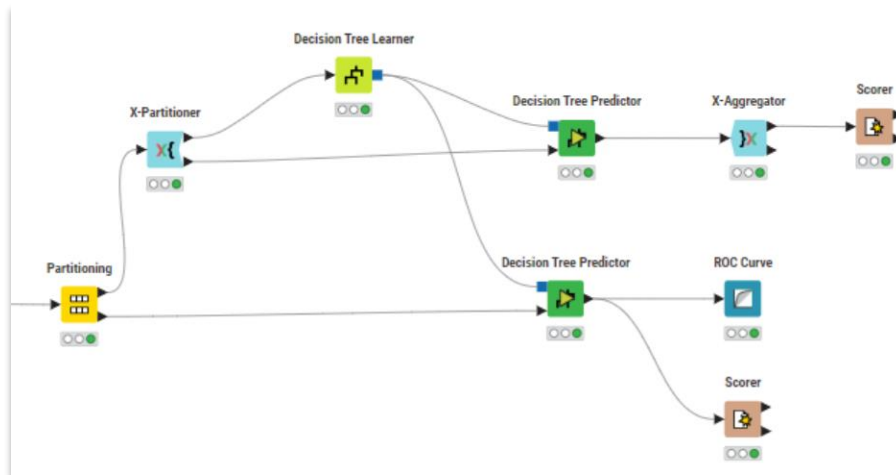 Decision Tree Learner
X-Partitioner
Decision Tree Predictor
X-Aggregator
Scorer
Partitioning
Decision Tree Predictor
ROC Curve
Scorer